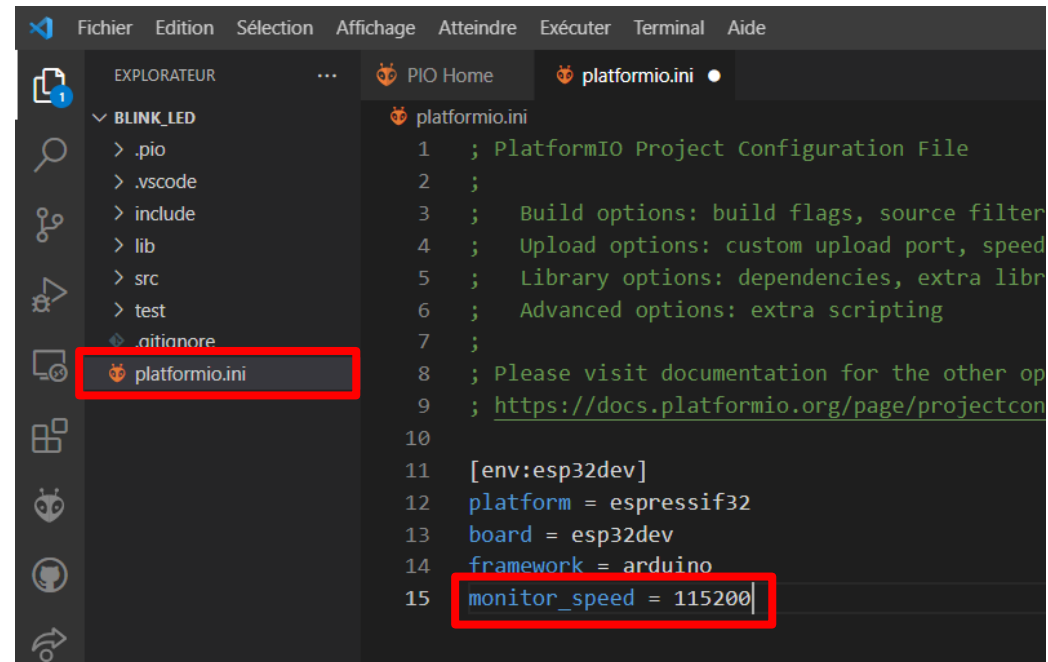 Fichier Edition Sélection Affichage Atteindre Exécuter Terminal Aide
EXPLORATEUR ...
PIO Home platformio.ini
BLINK_LED
.pio
.vscode
include
lib
src
test
.gitignore
platformio.ini
1
platformio.ini
1 ; PlatformIO Project Configuration File
2 ;
3 ; Build options: build flags, source filter
4 ; Upload options: custom upload port, speed
5 ; Library options: dependencies, extra libr
6 ; Advanced options: extra scripting
7 ;
8 ; Please visit documentation for the other op
9 ; https://docs.platformio.org/page/projectcon
10
11 [env:esp32dev]
12 platform = espressif32
13 board = esp32dev
14 framework = arduino
15 monitor_speed = 115200